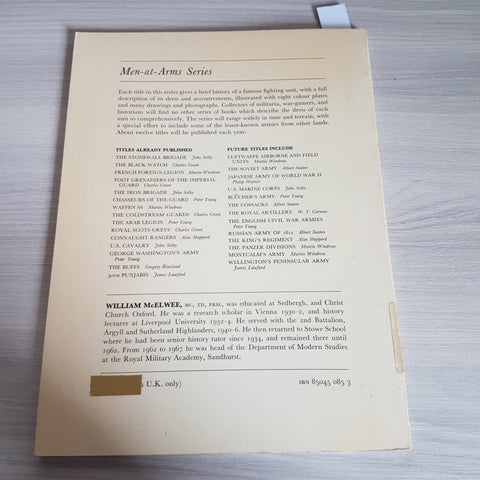 Men-at-Arms Series
Each title in this series gives a brief history of a famous fighting unit, with a full
description of its dress and accoutrements, illustrated with eight colour plates
and many drawings and photographs. Collectors of militaria, war-gamers, and
historians will find no other series of books which describe the dress of each
unit so comprehensively. The series will range widely in time and terrain, with
a special effort to include some of the lesser-known armies from other lands.
About twelve titles will be published each year.
TITLES ALREADY PUBLISHED
THE STONEWALL BRIGADE John Selby
THE BLACK WATCH Charles Grant
FRENCH FOREIGN LEGION Martin Windrow
FOOT GRENADIERS OF THE IMPERIAL
GUARD Charles Grant
THE IRON BRIGADE John Selby
CHASSEURS OF THE GUARD Peter Young
WAFFEN SS Martin Windrow
THE COLDSTREAM GUARDS Charles Grant
THE ARAB LEGION Peter Young
ROYAL SCOTS GREYS Charles Grant
CONNAUGHT RANGERS Alan Shepperd
U.S. CAVALRY John Selby
GEORGE WASHINGTON'S ARMY
Peter Young
THE BUFFS Gregory Blaxland
30TH PUNJABIS James Lawford
FUTURE TITLES INCLUDE
LUFTWAFFE AIRBORNE AND FIELD
UNITS Martin Windrow
THE SOVIET ARMY Albert Seaton
JAPANESE ARMY OF WORLD WAR II
Philip Warner
U.S. MARINE CORPS John Selby
BLÜCHER'S ARMY Peter Young
THE COSSACKS Albert Seaton
THE ROYAL ARTILLERY W. Y. Carman
THE ENGLISH CIVIL WAR ARMIES
Peter Young
RUSSIAN ARMY OF 1812 Albert Seaton
THE KING'S REGIMENT Alan Shepperd
THE PANZER DIVISIONS Martin Windrow
MONTCALM'S ARMY Martin Windrow
WELLINGTON'S PENINSULAR ARMY
James Lawford
WILLIAM McELWEE, MC, TD, FRSL, was educated at Sedbergh, and Christ
Church Oxford. He was a research scholar in Vienna 1930-2, and history
lecturer at Liverpool University 1932-4. He served with the 2nd Battalion,
Argyll and Sutherland Highlanders, 1940-6. He then returned to Stowe School
where he had been senior history tutor since 1934, and remained there until
1962. From 1962 to 1967 he was head of the Department of Modern Studies
at the Royal Military Academy, Sandhurst.
U.K. only)
SBN 85045 085 3